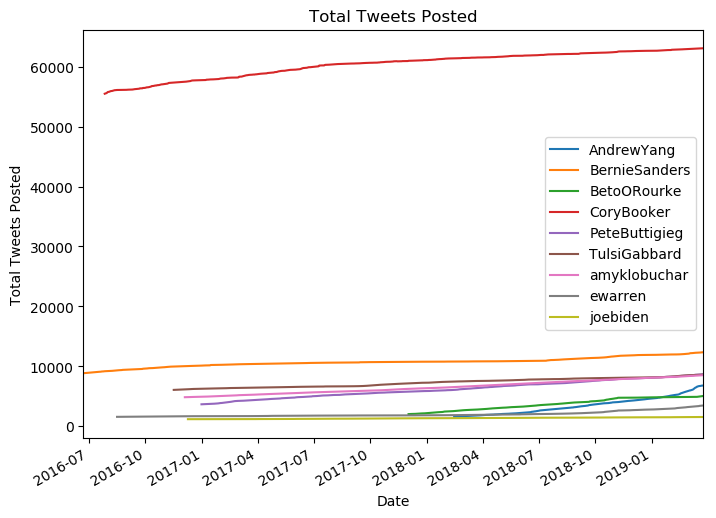 Total Tweets Posted
Total Tweets Posted
60000
50000
40000
30000
20000
10000
0
AndrewYang
BernieSanders
BetoORourke
CoryBooker
PeteButtigieg
TulsiGabbard
amyklobuchar
ewarren
joebiden
2016-07
2016-10
2017-01
2017-04
2017-07
2017-10
2018-01
2018-04
2018-07
2018-10
2019-01
Date